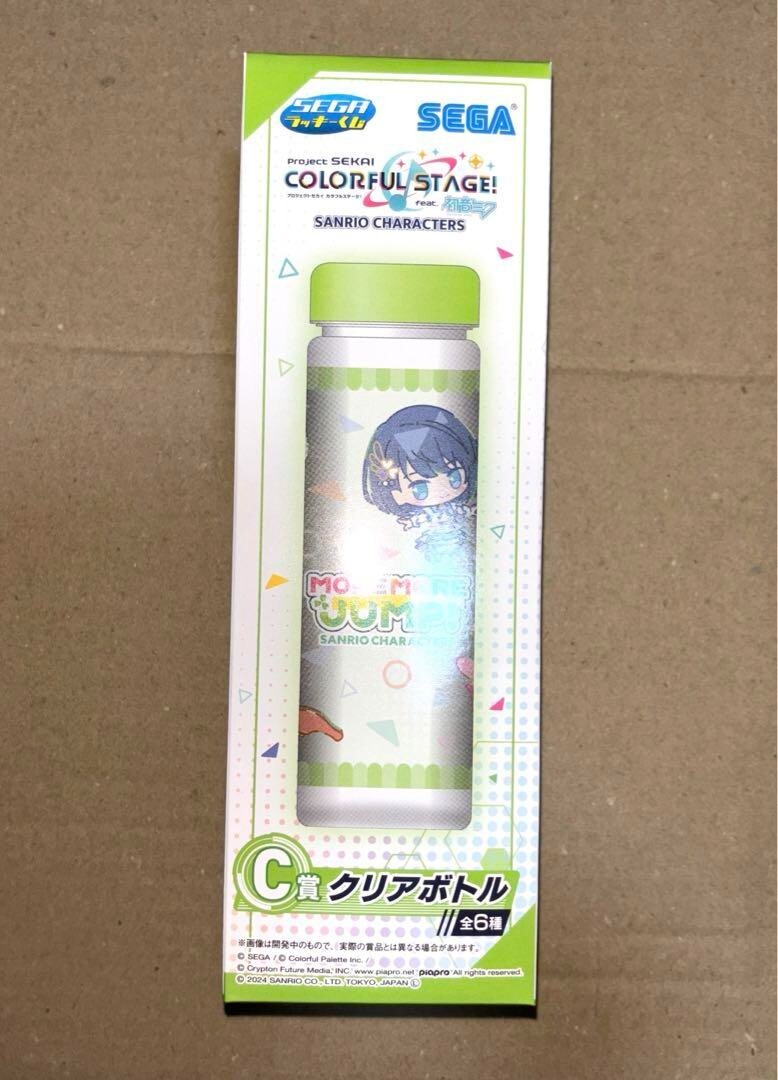 SEGA
ラッキーくじ
SEGA®
Project SEKAI
COLORFUL STAGE!
プロジェクトセカイ カラフルステージ!
feat. 初音ミク
SANRIO CHARACTERS
MORE MORE
JUMP!
SANRIO CHARACTERS
C賞 クリアボトル
全6種
※画像は開発中のもので、実際の賞品とは異なる場合があります。
© SEGA / © Colorful Palette Inc. /
© Crypton Future Media, INC. www.piapro.net piapro All rights reserved.
© 2024 SANRIO CO., LTD. TOKYO, JAPAN Ⓛ